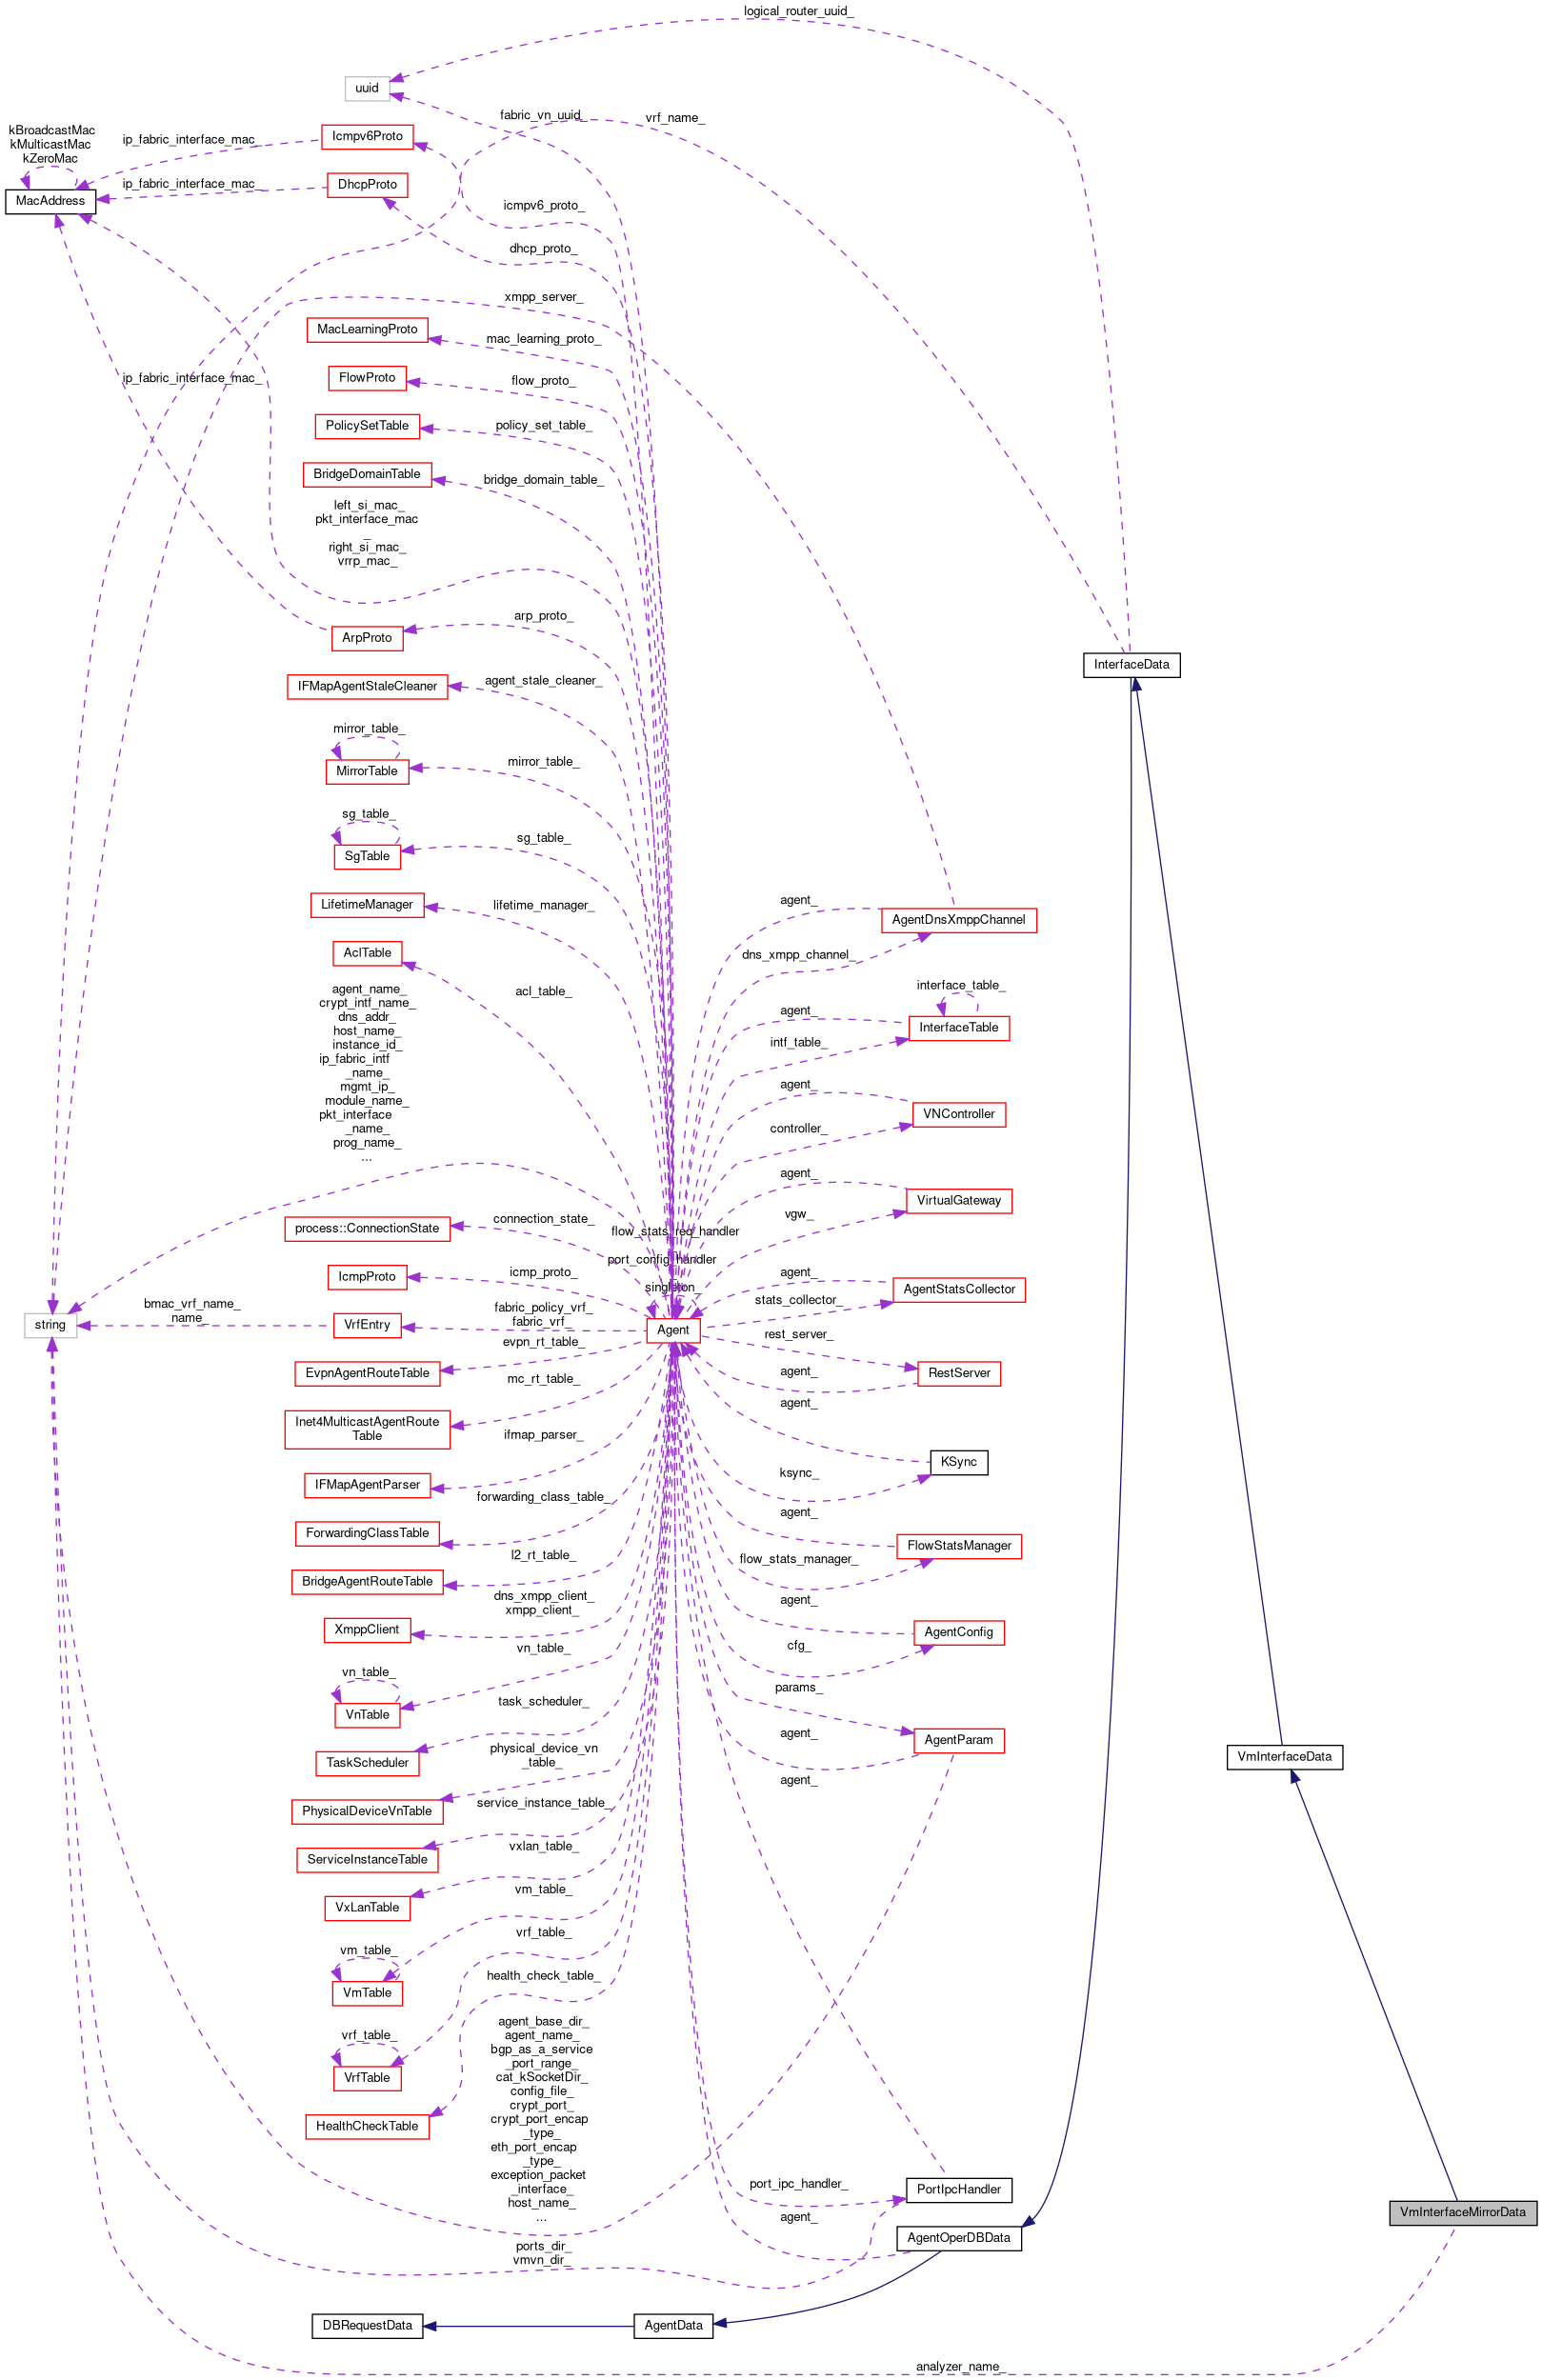 logical_router_uuid_
uuid
fabric_vn_uuid_
vrf_name_
kBroadcastMac
kMulticastMac
kZeroMac
ip_fabric_interface_mac_
Icmpv6Proto
ip_fabric_interface_mac_
DhcpProto
MacAddress
icmpv6_proto_
dhcp_proto_
xmpp_server_
MacLearningProto
mac_learning_proto_
FlowProto
flow_proto_
ip_fabric_interface_mac_
PolicySetTable
policy_set_table_
BridgeDomainTable
bridge_domain_table_
left_si_mac_
pkt_interface_mac
_
right_si_mac_
vrrp_mac_
ArpProto
arp_proto_
InterfaceData
IFMapAgentStaleCleaner
agent_stale_cleaner_
mirror_table_
MirrorTable
mirror_table_
sg_table_
SgTable
sg_table_
LifetimeManager
lifetime_manager_
agent_
AgentDnsXmppChannel
dns_xmpp_channel_
AclTable
acl_table_
interface_table_
agent_
InterfaceTable
intf_table_
agent_name_
crypt_intf_name_
dns_addr_
host_name_
instance_id_
ip_fabric_intf
_name_
mgmt_ip_
module_name_
pkt_interface
_name_
prog_name_
...
agent_
VNController
controller_
agent_
VirtualGateway
vgw_
process::ConnectionState
connection_state_
flow_stats_req_handler
port_config_handler
singleton_
IcmpProto
icmp_proto_
agent_
AgentStatsCollector
stats_collector_
string
bmac_vrf_name_
name_
VrfEntry
fabric_policy_vrf_
fabric_vrf_
Agent
rest_server_
EvpnAgentRouteTable
evpn_rt_table_
agent_
RestServer
Inet4MulticastAgentRoute
Table
mc_rt_table_
agent_
KSync
ksync_
IFMapAgentParser
ifmap_parser_
ForwardingClassTable
forwarding_class_table_
agent_
FlowStatsManager
flow_stats_manager_
BridgeAgentRouteTable
l2_rt_table_
XmppClient
dns_xmpp_client_
xmpp_client_
agent_
AgentConfig
cfg_
vn_table_
VnTable
vn_table_
params_
AgentParam
agent_
TaskScheduler
task_scheduler_
VmInterfaceData
PhysicalDeviceVnTable
physical_device_vn
_table_
agent_
ServiceInstanceTable
service_instance_table_
VxLanTable
vxlan_table_
vm_table_
VmTable
vm_table_
vrf_table_
VrfTable
vrf_table_
HealthCheckTable
health_check_table_
agent_base_dir_
agent_name_
bgp_as_a_service
_port_range_
cat_kSocketDir_
config_file_
crypt_port_
crypt_port_encap
_type_
eth_port_encap
_type_
exception_packet
_interface_
host_name_
...
port_ipc_handler_
PortIpcHandler
VmInterfaceMirrorData
agent_
AgentOperDBData
ports_dir_
vmvn_dir_
DBRequestData
AgentData
analyzer_name_